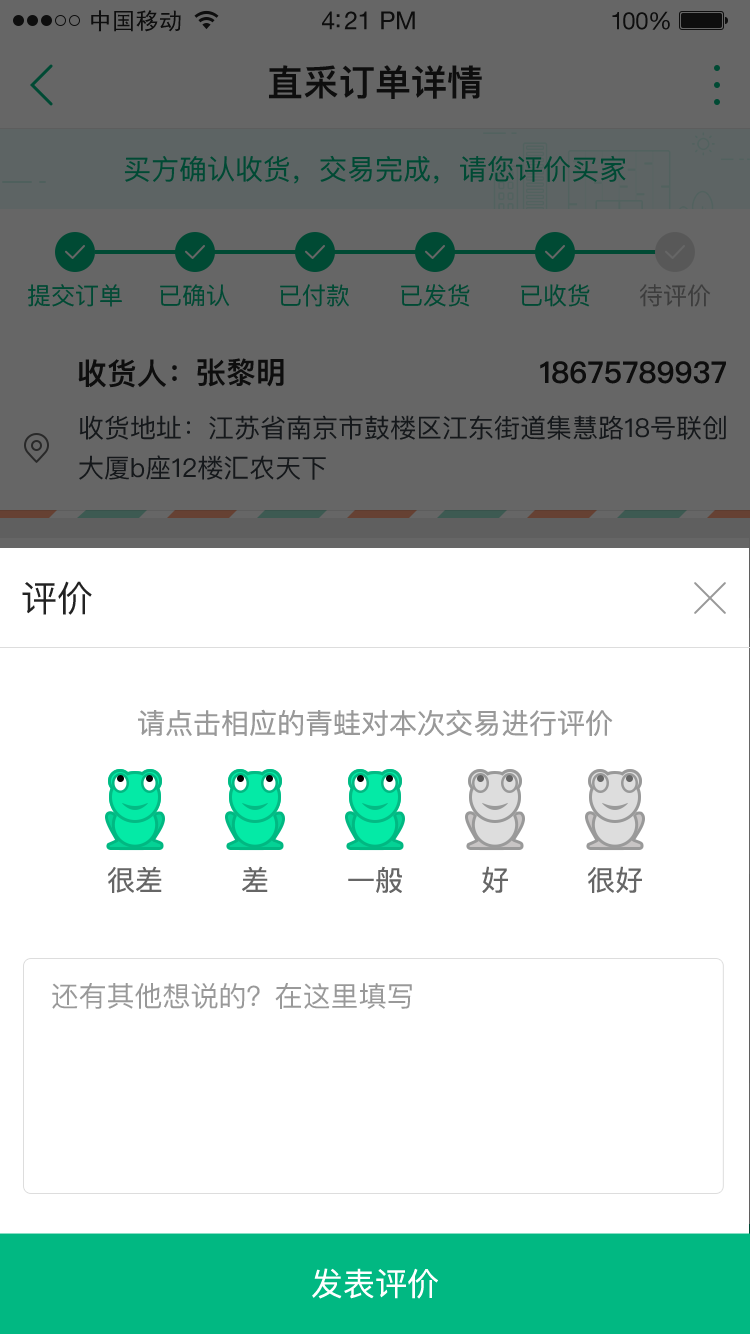 中国移动 4:21 PM 100%
直采订单详情
买方确认收货，交易完成，请您评价买家
提交订单 已确认 已付款 已发货 已收货 待评价
收货人：张黎明 18675789937
收货地址：江苏省南京市鼓楼区江东街道集慧路18号联创
大厦b座12楼汇农天下
评价
请点击相应的青蛙对本次交易进行评价
很差 差 一般 好 很好
还有其他想说的？在这里填写
发表评价